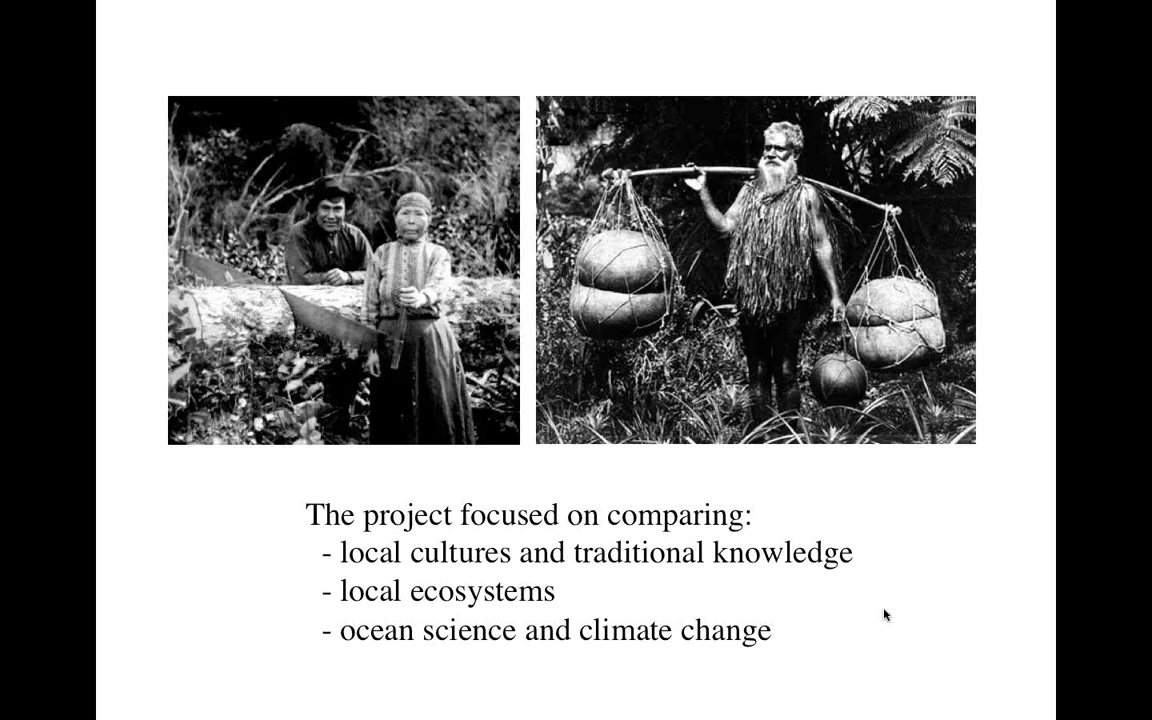 The project focused on comparing:
- local cultures and traditional knowledge
- local ecosystems
- ocean science and climate change